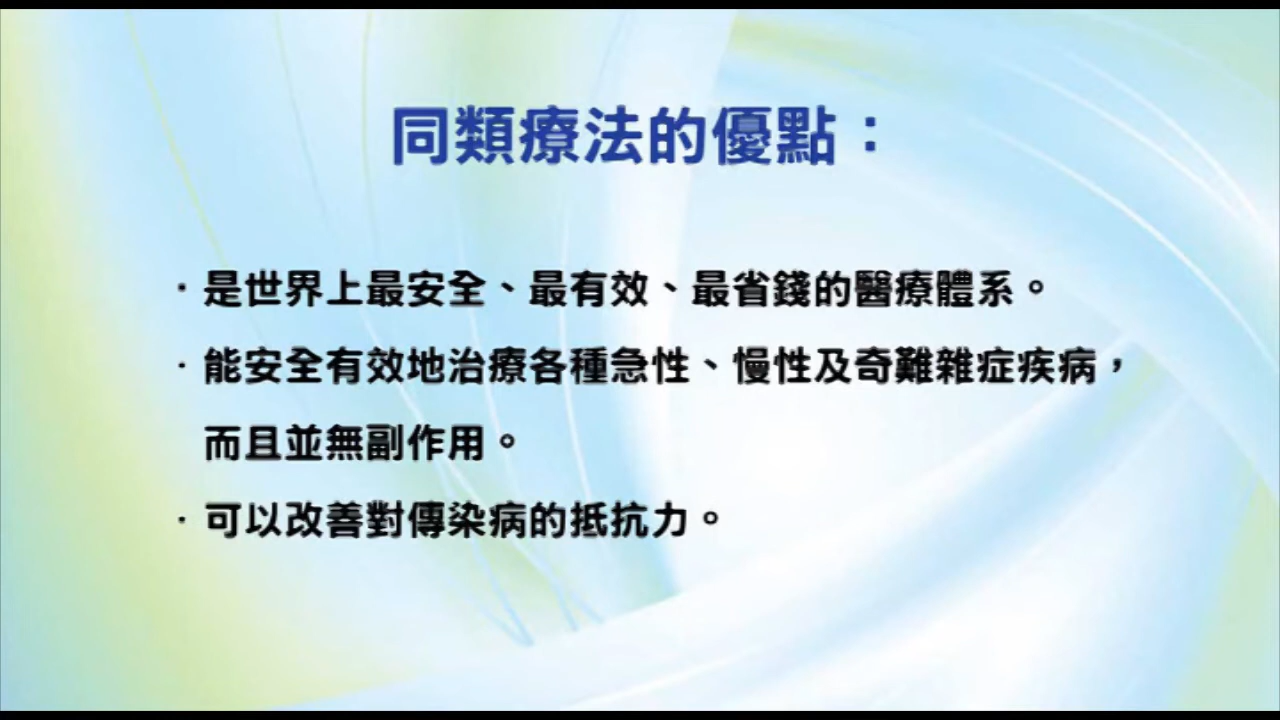 同類療法的優點：
·是世界上最安全、最有效、最省錢的醫療體系。
·能安全有效地治療各種急性、慢性及奇難雜症疾病，
而且並無副作用。
·可以改善對傳染病的抵抗力。